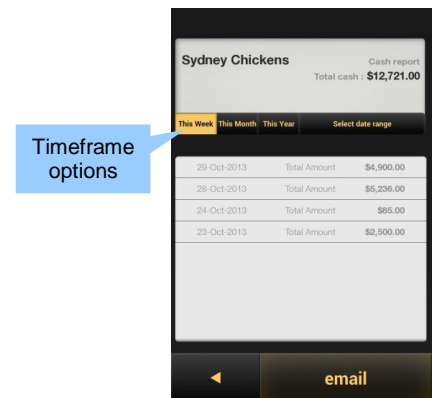 Sydney Chickens
Cash report
Total cash : $12,721.00
This Week This Month This Year Select date range
Timeframe
options
29-Oct-2013 Total Amount $4,900.00
28-Oct-2013 Total Amount $5,236.00
24-Oct-2013 Total Amount $85.00
23-Oct-2013 Total Amount $2,500.00
email